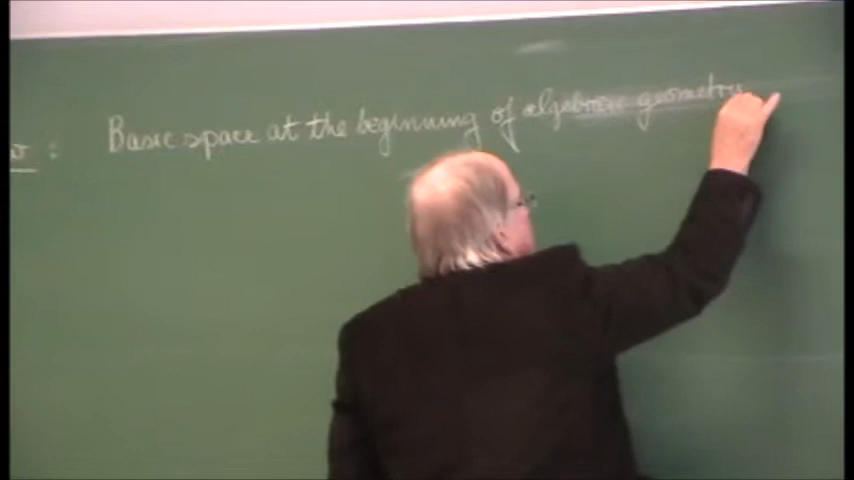 : Basic space at the beginning of algebraic geometry